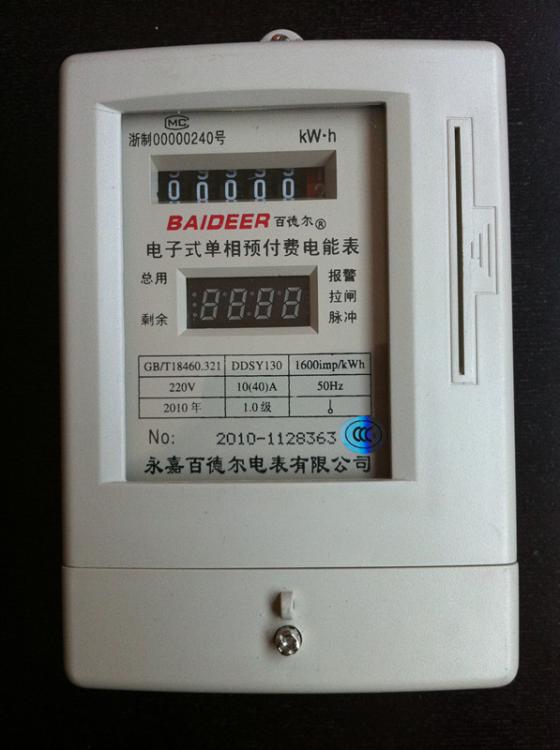 MC
浙制00000240号 kW·h
00000
BAIDEER 百德尔®
电子式单相预付费电能表
总用 报警
拉闸
剩余 脉冲
GB/T18460.321 DDSY130 1600imp/kWh
220V 10(40)A 50Hz
2010年 1.0级
No: 2010-1128363
CCC
永嘉百德尔电表有限公司